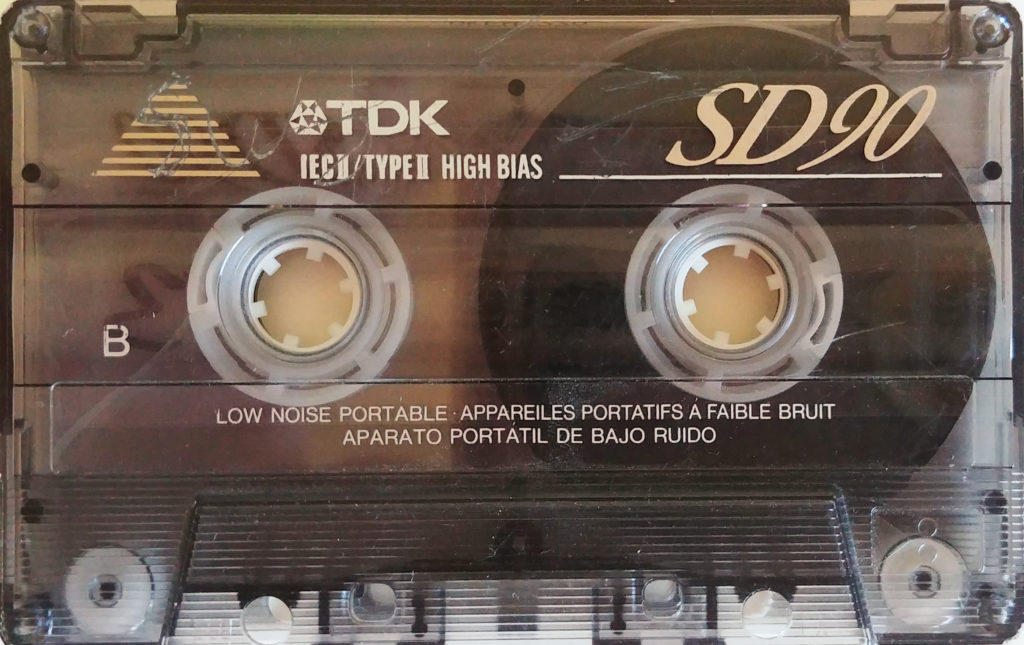 TDK
SD90
IEC II/TYPE II HIGH BIAS
B
LOW NOISE PORTABLE · APPAREILES PORTATIFS A FAIBLE BRUIT
APARATO PORTATIL DE BAJO RUIDO